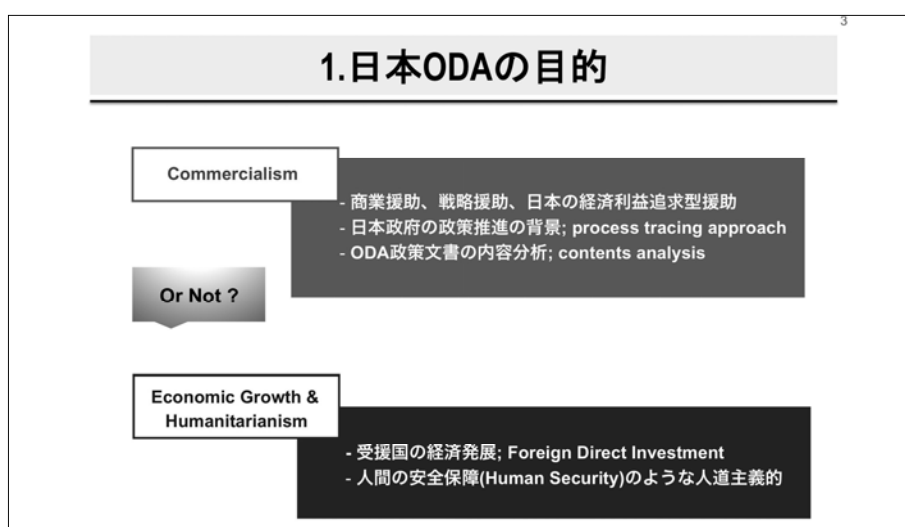 3
1.日本ODAの目的
Commercialism
- 商業援助、戦略援助、日本の経済利益追求型援助
- 日本政府の政策推進の背景; process tracing approach
- ODA政策文書の内容分析; contents analysis
Or Not ?
Economic Growth &
Humanitarianism
- 受援国の経済発展; Foreign Direct Investment
- 人間の安全保障(Human Security)のような人道主義的